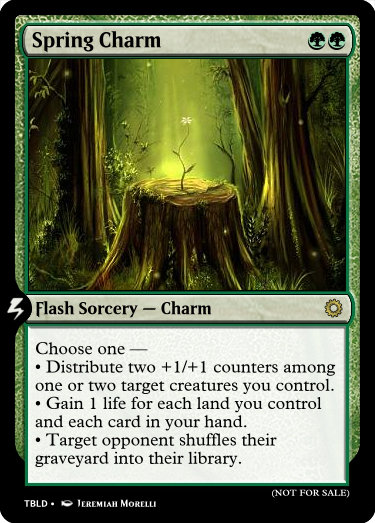 Spring Charm
Flash Sorcery — Charm
Choose one —
• Distribute two +1/+1 counters among
one or two target creatures you control.
• Gain 1 life for each land you control
and each card in your hand.
• Target opponent shuffles their
graveyard into their library.
(NOT FOR SALE)
TBLD • Jeremiah Morelli